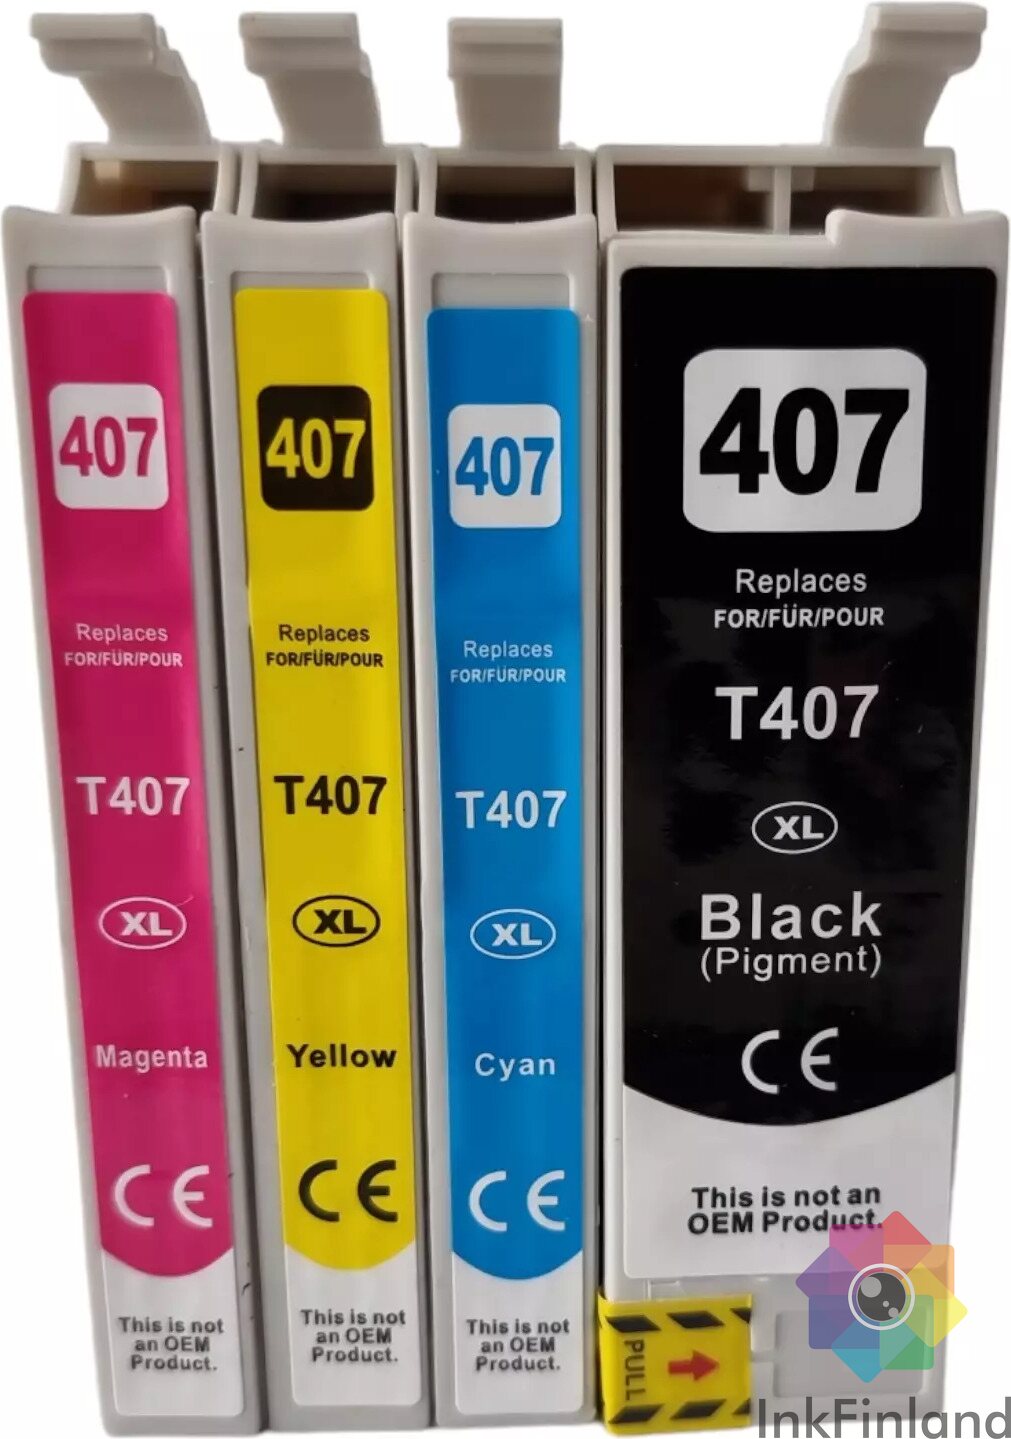 407
Replaces
FOR/FÜR/POUR
T407
XL
Magenta
CE
This is not
an OEM
Product.
407
Replaces
FOR/FÜR/POUR
T407
XL
Yellow
CE
This is not
an OEM
Product.
407
Replaces
FOR/FÜR/POUR
T407
XL
Cyan
CE
This is not
an OEM
Product.
407
Replaces
FOR/FÜR/POUR
T407
XL
Black
(Pigment)
CE
This is not an
OEM Product.
PULL
InkFinland